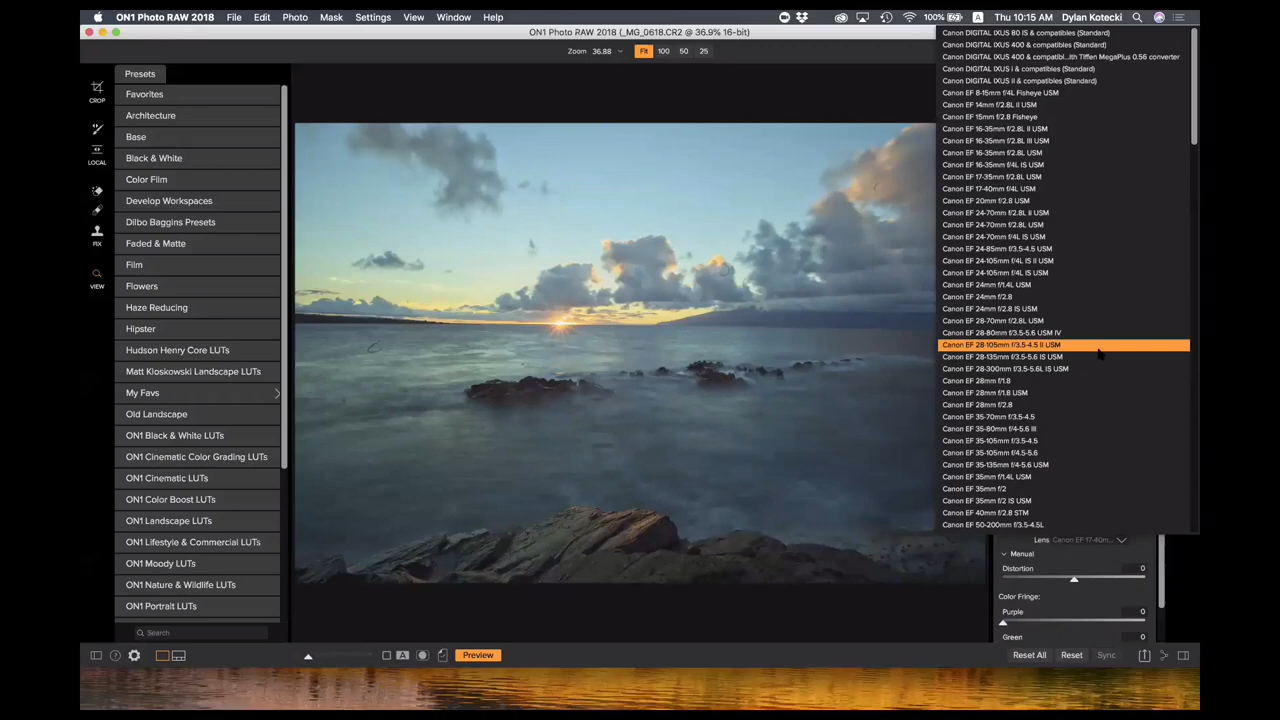 ON1 Photo RAW 2018 File Edit Photo Mask Settings View Window Help 100% A Thu 10:15 AM Dylan Kotecki
ON1 Photo RAW 2018 (_MG_0618.CR2 @ 36.9% 16-bit)
Zoom 36.88 Fit 100 50 25
CROP
LOCAL
FIX
VIEW
Presets
Favorites
Architecture
Base
Black & White
Color Film
Develop Workspaces
Dilbo Baggins Presets
Faded & Matte
Film
Flowers
Haze Reducing
Hipster
Hudson Henry Core LUTs
Matt Kloskowski Landscape LUTs
My Favs
Old Landscape
ON1 Black & White LUTs
ON1 Cinematic Color Grading LUTs
ON1 Cinematic LUTs
ON1 Color Boost LUTs
ON1 Landscape LUTs
ON1 Lifestyle & Commercial LUTs
ON1 Moody LUTs
ON1 Nature & Wildlife LUTs
ON1 Portrait LUTs
Search
Canon DIGITAL IXUS 80 IS & compatibles (Standard)
Canon DIGITAL IXUS 400 & compatibles (Standard)
Canon DIGITAL IXUS 400 & compatibl...ith Tiffen MegaPlus 0.56 converter
Canon DIGITAL IXUS I & compatibles (Standard)
Canon DIGITAL IXUS II & compatibles (Standard)
Canon EF 8-15mm f/4L Fisheye USM
Canon EF 14mm f/2.8L II USM
Canon EF 15mm f/2.8 Fisheye
Canon EF 16-35mm f/2.8L II USM
Canon EF 16-35mm f/2.8L III USM
Canon EF 16-35mm f/2.8L USM
Canon EF 16-35mm f/4L IS USM
Canon EF 17-35mm f/2.8L USM
Canon EF 17-40mm f/4L USM
Canon EF 20mm f/2.8 USM
Canon EF 24-70mm f/2.8L II USM
Canon EF 24-70mm f/2.8L USM
Canon EF 24-70mm f/4L IS USM
Canon EF 24-85mm f/3.5-4.5 USM
Canon EF 24-105mm f/4L IS II USM
Canon EF 24-105mm f/4L IS USM
Canon EF 24mm f/1.4L USM
Canon EF 24mm f/2.8
Canon EF 24mm f/2.8 IS USM
Canon EF 28-70mm f/2.8L USM
Canon EF 28-80mm f/3.5-5.6 USM IV
Canon EF 28-105mm f/3.5-4.5 II USM
Canon EF 28-135mm f/3.5-5.6 IS USM
Canon EF 28-300mm f/3.5-5.6L IS USM
Canon EF 28mm f/1.8
Canon EF 28mm f/1.8 USM
Canon EF 28mm f/2.8
Canon EF 35-70mm f/3.5-4.5
Canon EF 35-80mm f/4-5.6 III
Canon EF 35-105mm f/3.5-4.5
Canon EF 35-105mm f/4.5-5.6
Canon EF 35-135mm f/4-5.6 USM
Canon EF 35mm f/1.4L USM
Canon EF 35mm f/2
Canon EF 35mm f/2 IS USM
Canon EF 40mm f/2.8 STM
Canon EF 50-200mm f/3.5-4.5L
Lens Canon EF 17-40m...
Manual
Distortion 0
Color Fringe:
Purple 0
Green 0
A Preview Reset All Reset Sync